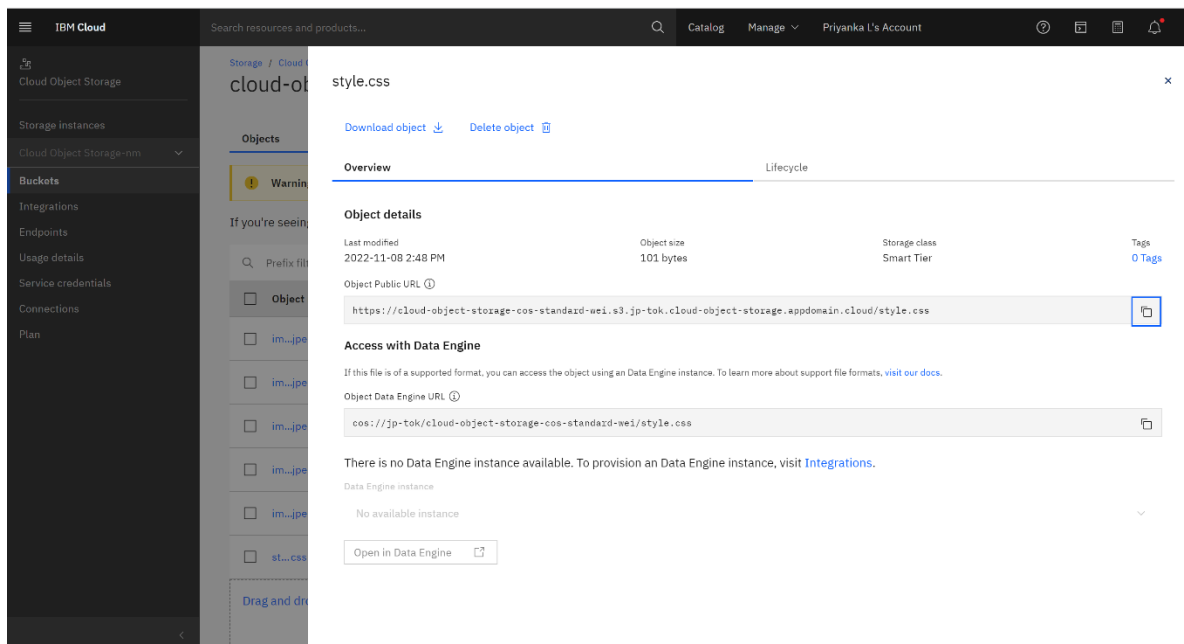 IBM Cloud
Search resources and products...
Catalog
Manage
Priyanka L's Account
Cloud Object Storage
Storage instances
Cloud Object Storage-nm
Buckets
Integrations
Endpoints
Usage details
Service credentials
Connections
Plan
Storage / Cloud
cloud-ob
Objects
Warnin
If you're seein
Prefix filt
Object
im...jpe
im...jpe
im...jpe
im...jpe
im...jpe
st...css
Drag and dro
style.css
Download object
Delete object
Overview
Lifecycle
Object details
Last modified
2022-11-08 2:48 PM
Object size
101 bytes
Storage class
Smart Tier
Tags
0 Tags
Object Public URL
https://cloud-object-storage-cos-standard-wei.s3.jp-tok.cloud-object-storage.appdomain.cloud/style.css
Access with Data Engine
If this file is of a supported format, you can access the object using an Data Engine instance. To learn more about support file formats, visit our docs.
Object Data Engine URL
cos://jp-tok/cloud-object-storage-cos-standard-wei/style.css
There is no Data Engine instance available. To provision an Data Engine instance, visit Integrations.
Data Engine instance
No available instance
Open in Data Engine